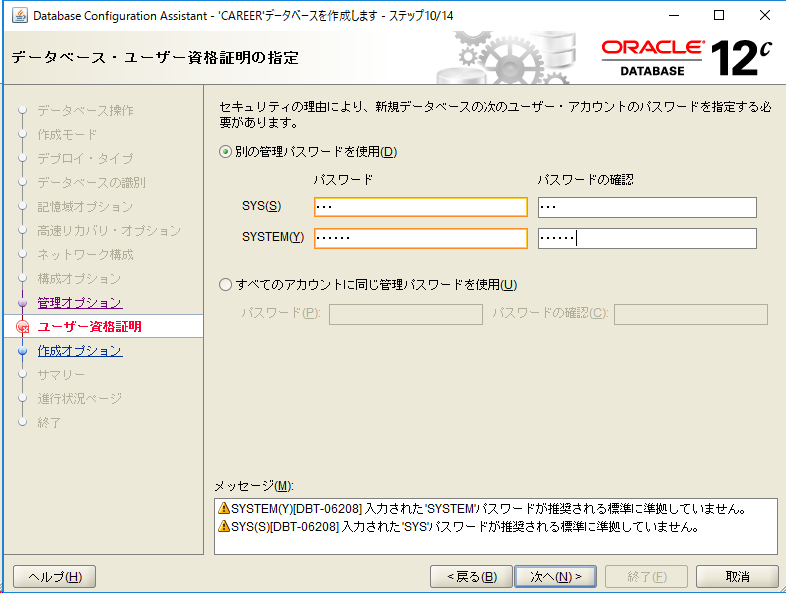 Database Configuration Assistant - 'CAREER'データベースを作成します - ステップ10/14
データベース・ユーザー資格証明の指定
ORACLE
DATABASE
12c
データベース操作
作成モード
デプロイ・タイプ
データベースの識別
記憶域オプション
高速リカバリ・オプション
ネットワーク構成
構成オプション
管理オプション
ユーザー資格証明
作成オプション
サマリー
進行状況ページ
終了
セキュリティの理由により、新規データベースの次のユーザー・アカウントのパスワードを指定する必
要があります。
別の管理パスワードを使用(D)
パスワード パスワードの確認
SYS(S) ••• •••
SYSTEM(Y) •••••• ••••••
すべてのアカウントに同じ管理パスワードを使用(U)
パスワード(P): パスワードの確認(C):
メッセージ(M):
SYSTEM(Y)[DBT-06208] 入力された'SYSTEM'パスワードが推奨される標準に準拠していません。
SYS(S)[DBT-06208] 入力された'SYS'パスワードが推奨される標準に準拠していません。
ヘルプ(H) < 戻る(B) 次へ(N) > 終了(F) 取消